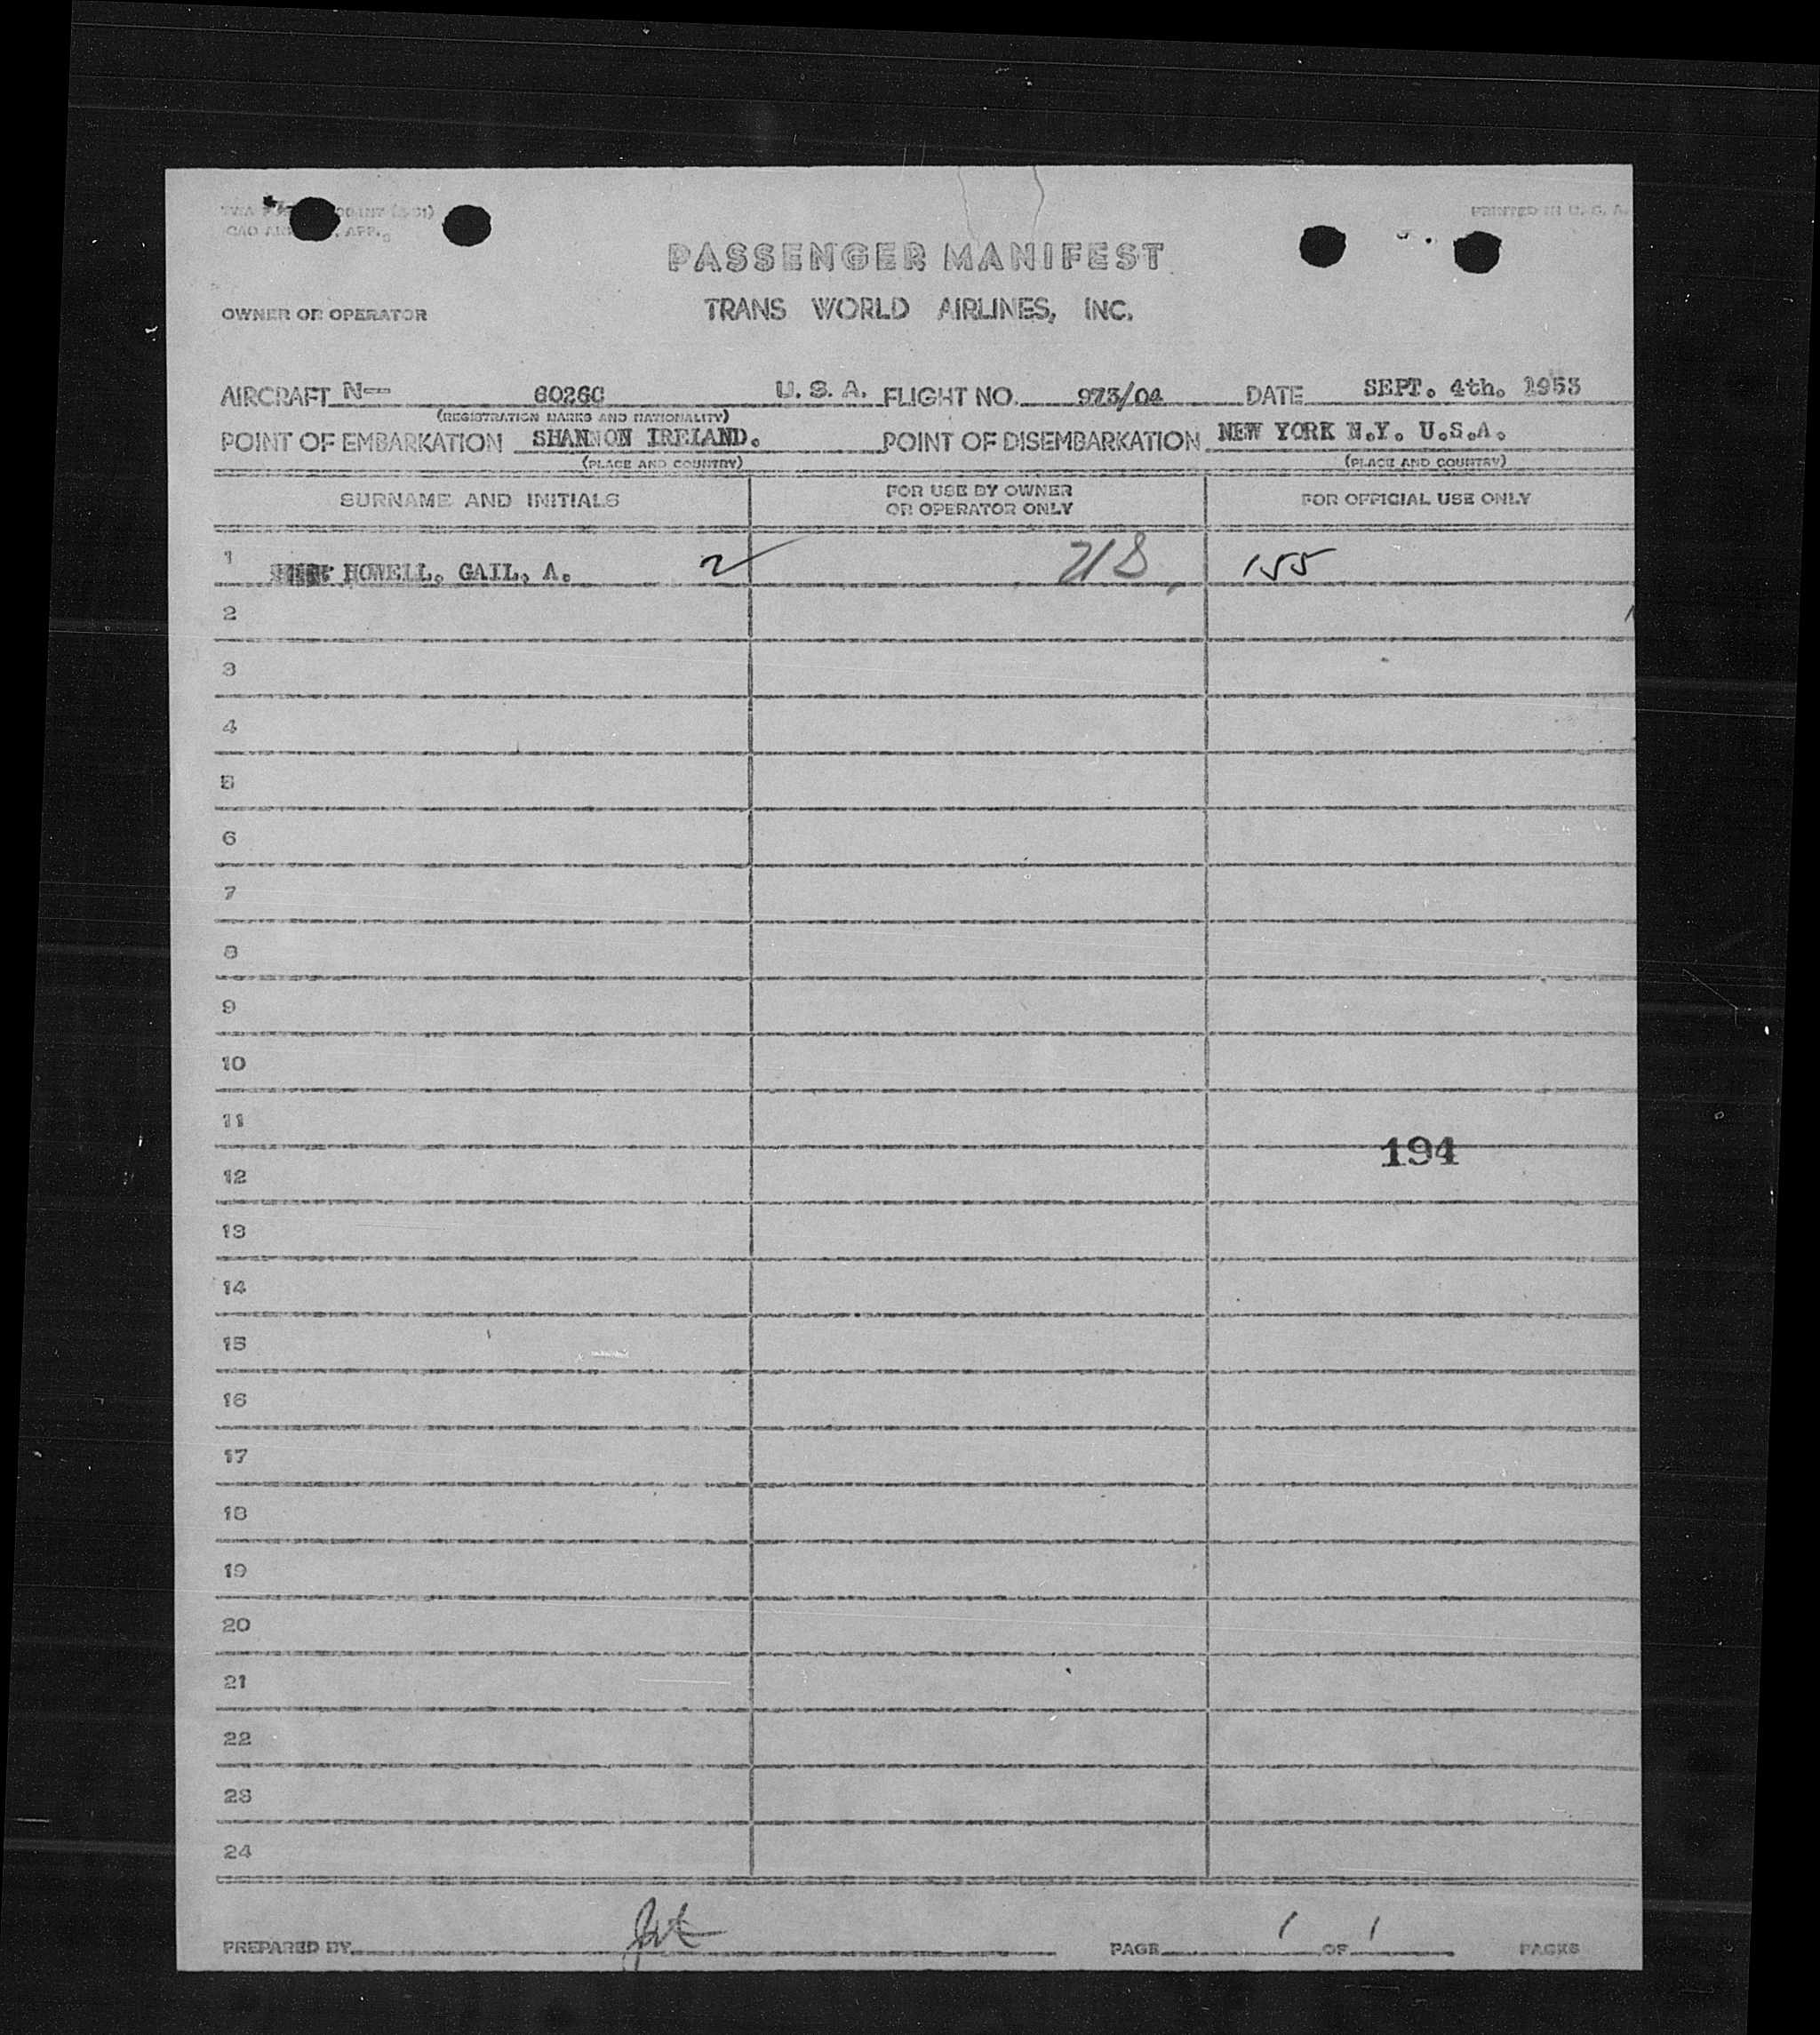 PRINTED IN U. S. A.
PASSENGER MANIFEST
OWNER OR OPERATOR TRANS WORLD AIRLINES, INC.
AIRCRAFT N— 6026C U. S. A. FLIGHT NO. 973/04 DATE SEPT. 4th. 1953
(REGISTRATION MARKS AND NATIONALITY)
POINT OF EMBARKATION SHANNON IRELAND. POINT OF DISEMBARKATION NEW YORK N.Y. U.S.A.
(PLACE AND COUNTRY) (PLACE AND COUNTRY)
SURNAME AND INITIALS FOR USE BY OWNER OR OPERATOR ONLY FOR OFFICIAL USE ONLY
1 HOWELL, GAIL, A. 155
2
3
4
5
6
7
8
9
10
11
194
12
13
14
15
16
17
18
19
20
21
22
23
24
PREPARED BY PAGE 1 OF 1 PAGES